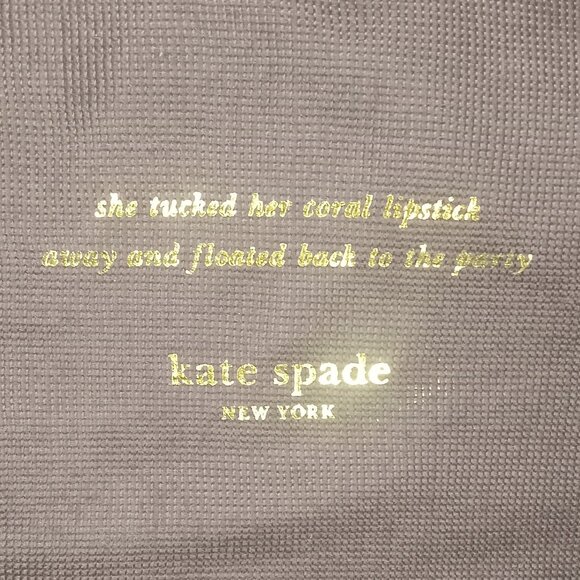 she tucked her coral lipstick
away and floated back to the party
kate spade
NEW YORK